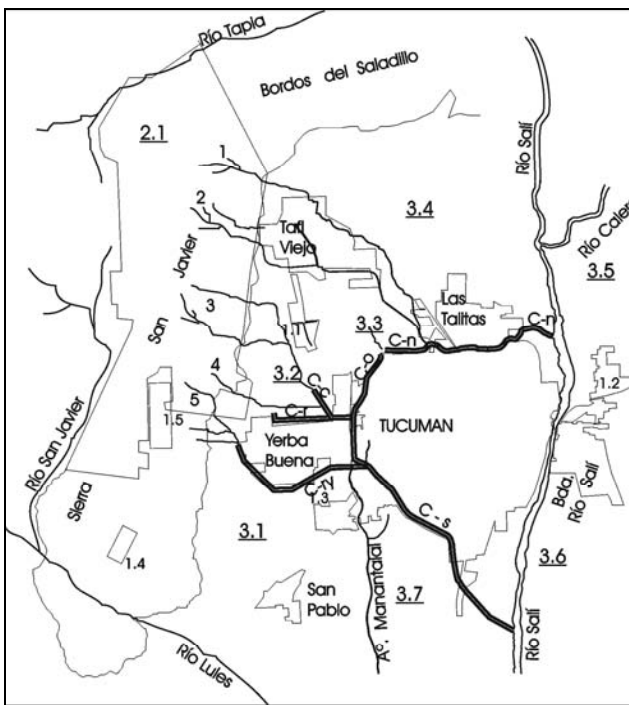 Río Tapia
Bordos del Saladillo
2.1
Río Salí
1
3.4
2
Río Calera
Tafí
Viejo
3.5
Javier
Las
Talitas
3
3.3
C-n
C-n
1.1
San
C-o
4
3.2
C-c
1.2
5
1.5
C-r
TUCUMAN
Yerba
Buena
Río San Javier
Sierra
C-ry
1.3
Bda.
Río Salí
3.1
C - s
1.4
3.6
San
Pablo
Aº. Manantalal
3.7
Río Salí
Río Lules